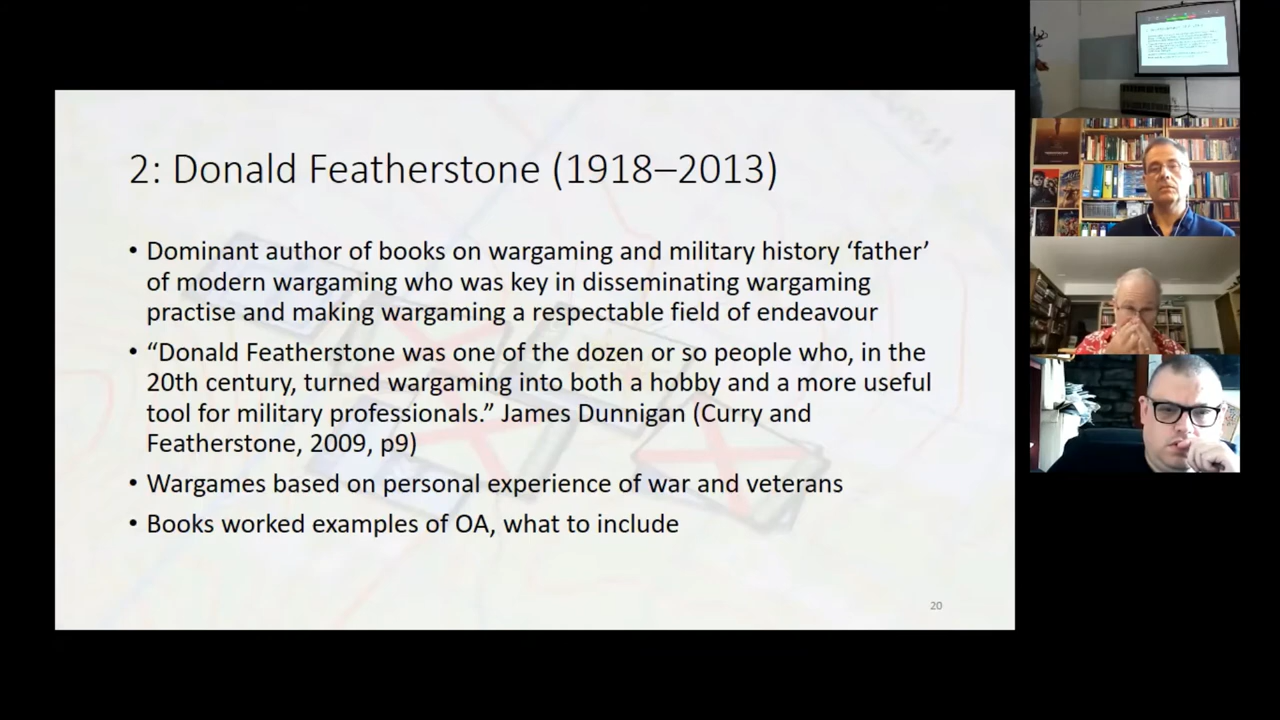 2: Donald Featherstone (1918–2013)
• Dominant author of books on wargaming and military history ‘father’
of modern wargaming who was key in disseminating wargaming
practise and making wargaming a respectable field of endeavour
• “Donald Featherstone was one of the dozen or so people who, in the
20th century, turned wargaming into both a hobby and a more useful
tool for military professionals.” James Dunnigan (Curry and
Featherstone, 2009, p9)
• Wargames based on personal experience of war and veterans
• Books worked examples of OA, what to include
20